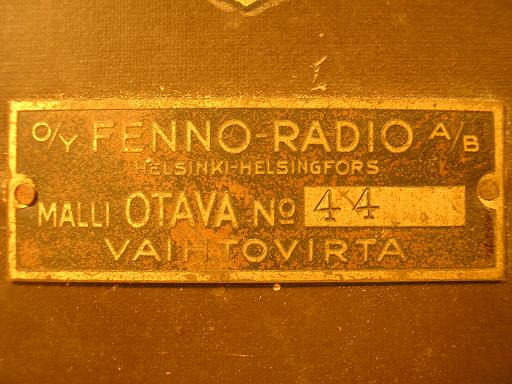 O/Y FENNO-RADIO A/B
HELSINKI-HELSINGFORS
MALLI OTAVA No 44
VAIHTOVIRTA